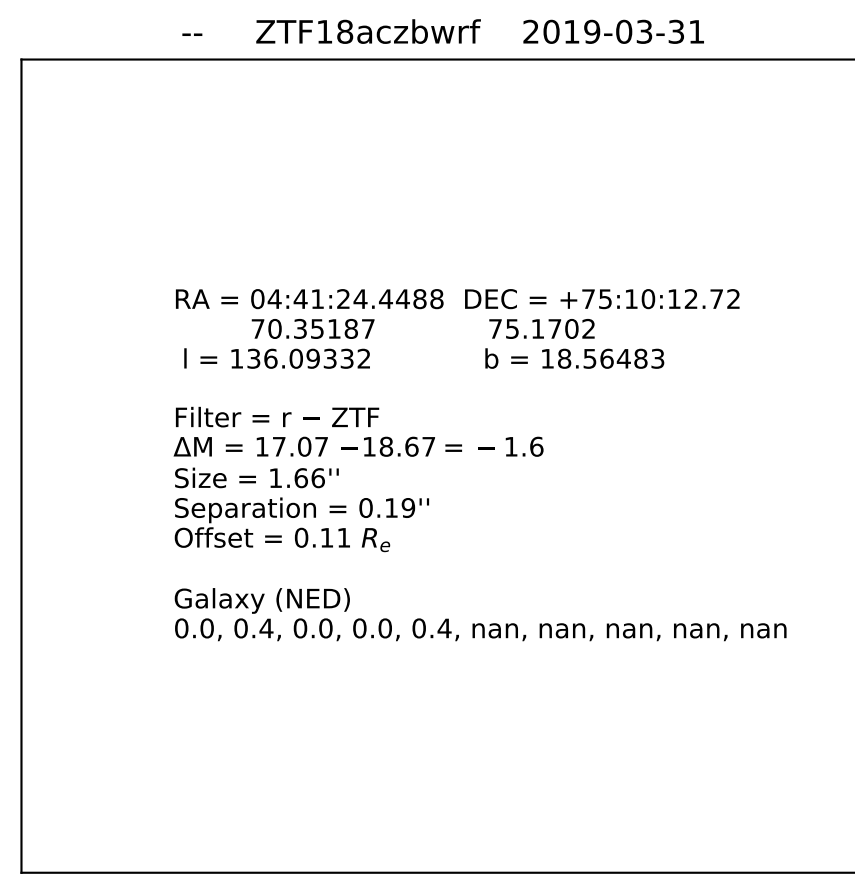 -- ZTF18aczbwrf 2019-03-31
RA = 04:41:24.4488 DEC = +75:10:12.72
70.35187 75.1702
l = 136.09332 b = 18.56483
Filter = r − ZTF
ΔM = 17.07 −18.67 = − 1.6
Size = 1.66''
Separation = 0.19''
Offset = 0.11 Re
Galaxy (NED)
0.0, 0.4, 0.0, 0.0, 0.4, nan, nan, nan, nan, nan